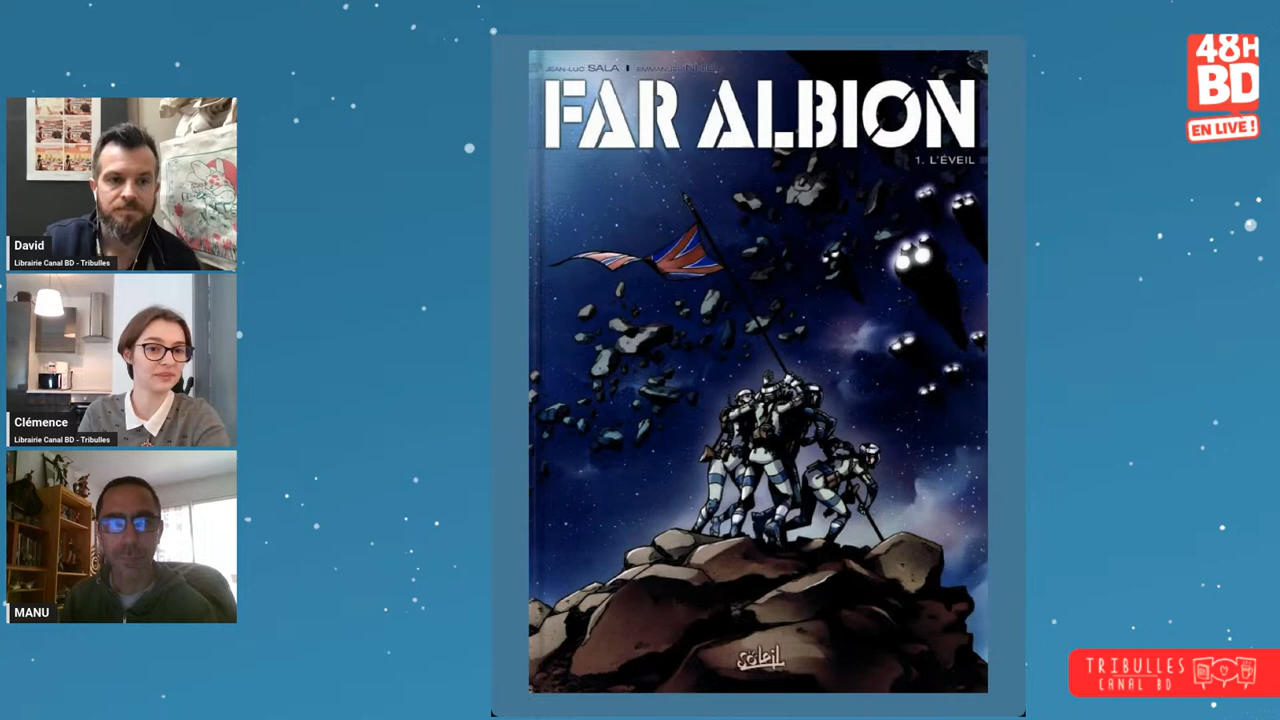 David
Librairie Canal BD - Tribulles
Clémence
Librairie Canal BD - Tribulles
MANU
JEAN-LUC SALA EMMANUEL
FAR ALBION
1. L'ÉVEIL
Soleil
48H
BD
EN LIVE !
TRIBULLES
CANAL BD